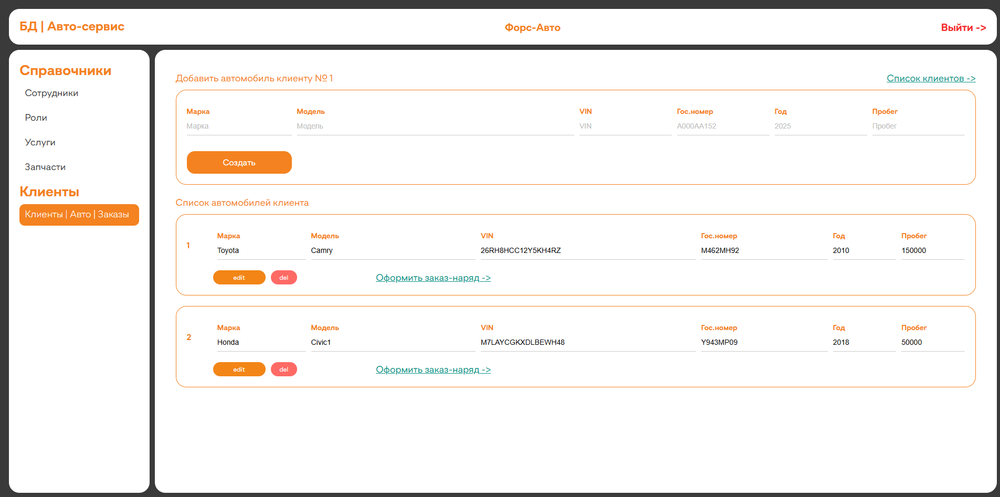 БД | Авто-сервис
Форс-Авто
Выйти ->
Справочники
Сотрудники
Роли
Услуги
Запчасти
Клиенты
Клиенты | Авто | Заказы
Добавить автомобиль клиенту № 1
Список клиентов ->
Марка Модель VIN Гос.номер Год Пробег
Марка Модель VIN A000AA152 2025 Пробег
Создать
Список автомобилей клиента
1
Марка Модель VIN Гос.номер Год Пробег
Toyota Camry 26RH8HCC12Y5KH4RZ M462MH92 2010 150000
edit del Оформить заказ-наряд ->
2
Марка Модель VIN Гос.номер Год Пробег
Honda Civic1 M7LAYCGKXDLBEWH48 Y943MP09 2018 50000
edit del Оформить заказ-наряд ->